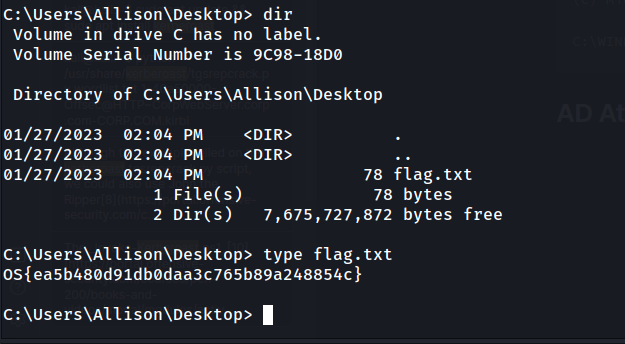 C:\Users\Allison\Desktop> dir
 Volume in drive C has no label.
 Volume Serial Number is 9C98-18D0

 Directory of C:\Users\Allison\Desktop

01/27/2023  02:04 PM    <DIR>          .
01/27/2023  02:04 PM    <DIR>          ..
01/27/2023  02:04 PM                78 flag.txt
               1 File(s)             78 bytes
               2 Dir(s)   7,675,727,872 bytes free

C:\Users\Allison\Desktop> type flag.txt
OS{ea5b480d91db0daa3c765b89a248854c}

C:\Users\Allison\Desktop>
AD At